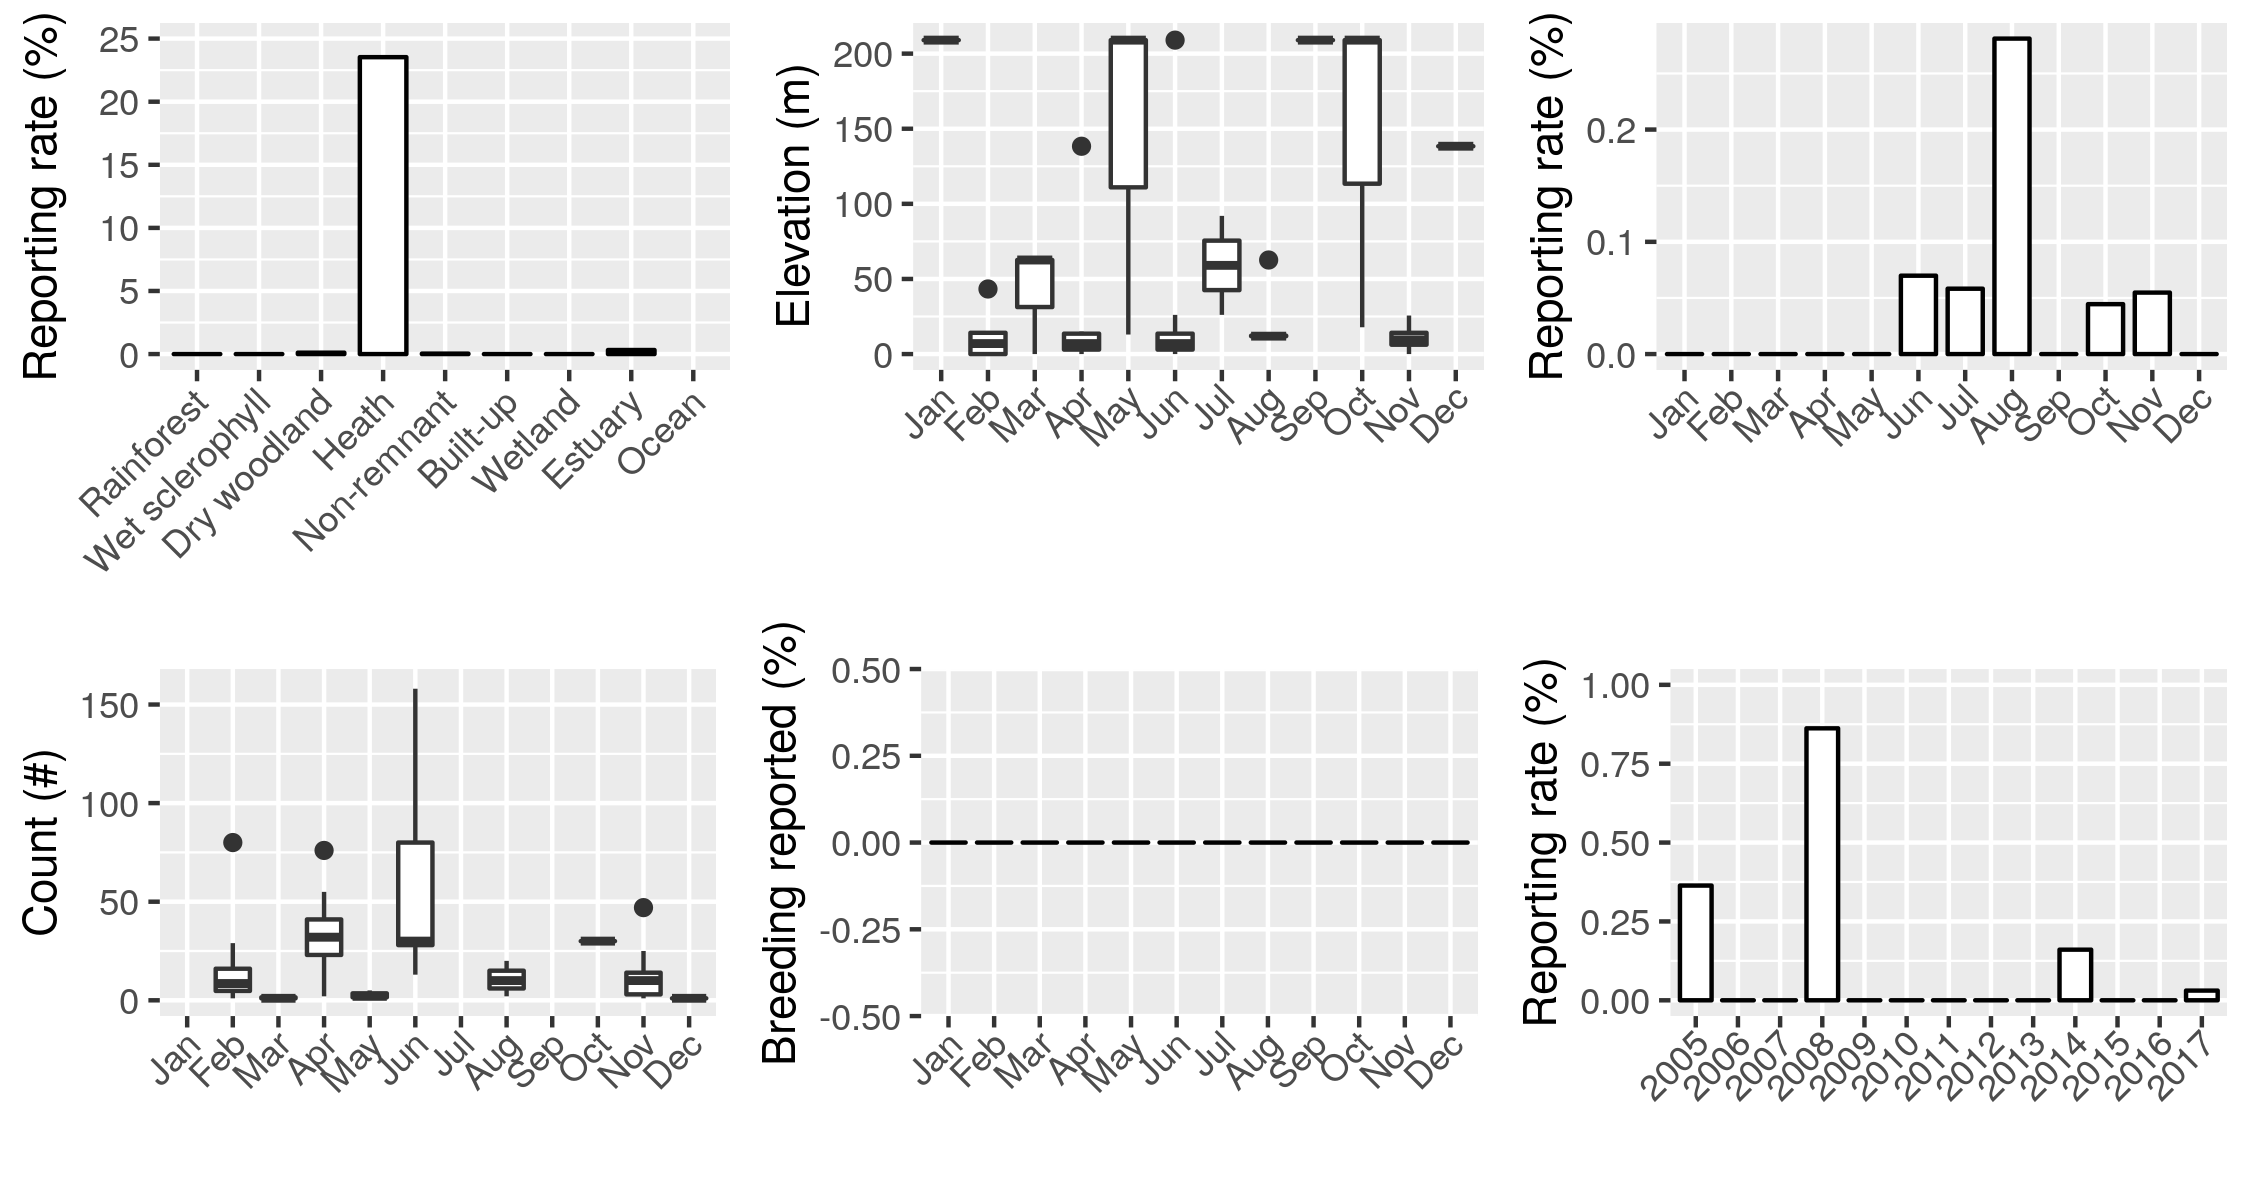 Reporting rate (%)
25
20
15
10
5
0
Rainforest
Wet sclerophyll
Dry woodland
Heath
Non-remnant
Built-up
Wetland
Estuary
Ocean
Elevation (m)
200
150
100
50
0
Jan
Feb
Mar
Apr
May
Jun
Jul
Aug
Sep
Oct
Nov
Dec
Reporting rate (%)
0.2
0.1
0.0
Jan
Feb
Mar
Apr
May
Jun
Jul
Aug
Sep
Oct
Nov
Dec
Count (#)
150
100
50
0
Jan
Feb
Mar
Apr
May
Jun
Jul
Aug
Sep
Oct
Nov
Dec
Breeding reported (%)
0.50
0.25
0.00
-0.25
-0.50
Jan
Feb
Mar
Apr
May
Jun
Jul
Aug
Sep
Oct
Nov
Dec
Reporting rate (%)
1.00
0.75
0.50
0.25
0.00
2005
2006
2007
2008
2009
2010
2011
2012
2013
2014
2015
2016
2017